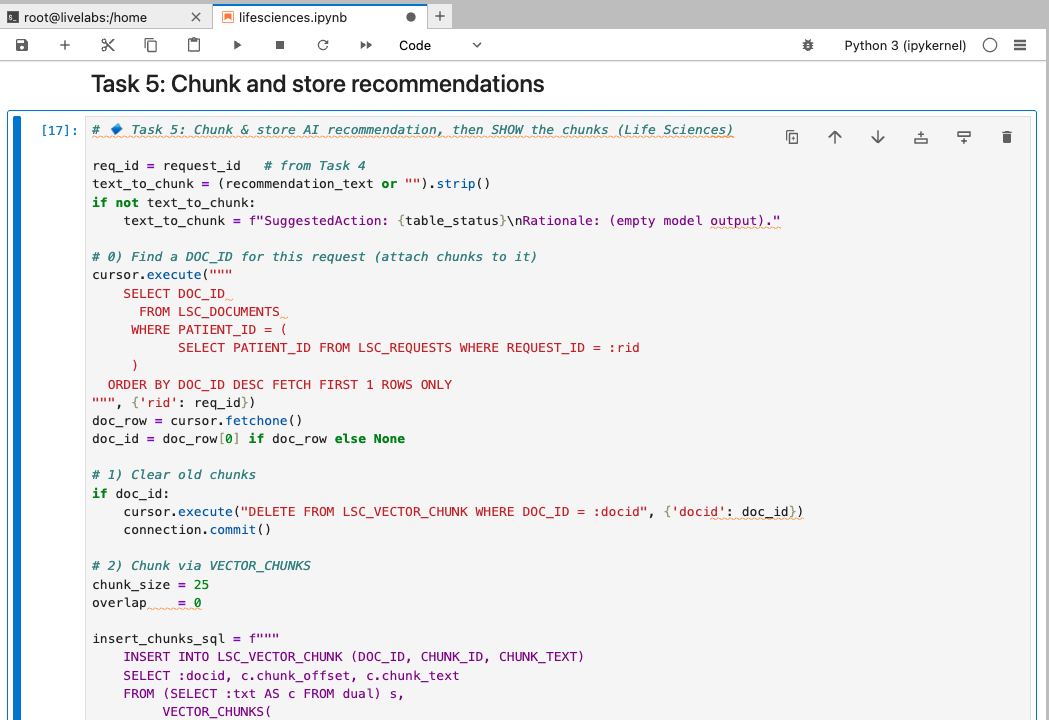 root@livelabs:/home
lifesciences.ipynb
Code
Python 3 (ipykernel)
Task 5: Chunk and store recommendations
[17]:
# 🔷 Task 5: Chunk & store AI recommendation, then SHOW the chunks (Life Sciences)
req_id = request_id   # from Task 4
text_to_chunk = (recommendation_text or "").strip()
if not text_to_chunk:
    text_to_chunk = f"SuggestedAction: {table_status}\nRationale: (empty model output)."
# 0) Find a DOC_ID for this request (attach chunks to it)
cursor.execute("""
    SELECT DOC_ID
      FROM LSC_DOCUMENTS
     WHERE PATIENT_ID = (
           SELECT PATIENT_ID FROM LSC_REQUESTS WHERE REQUEST_ID = :rid
     )
  ORDER BY DOC_ID DESC FETCH FIRST 1 ROWS ONLY
""", {'rid': req_id})
doc_row = cursor.fetchone()
doc_id = doc_row[0] if doc_row else None
# 1) Clear old chunks
if doc_id:
    cursor.execute("DELETE FROM LSC_VECTOR_CHUNK WHERE DOC_ID = :docid", {'docid': doc_id})
    connection.commit()
# 2) Chunk via VECTOR_CHUNKS
chunk_size = 25
overlap    = 0
insert_chunks_sql = f"""
    INSERT INTO LSC_VECTOR_CHUNK (DOC_ID, CHUNK_ID, CHUNK_TEXT)
    SELECT :docid, c.chunk_offset, c.chunk_text
    FROM (SELECT :txt AS c FROM dual) s,
         VECTOR_CHUNKS(